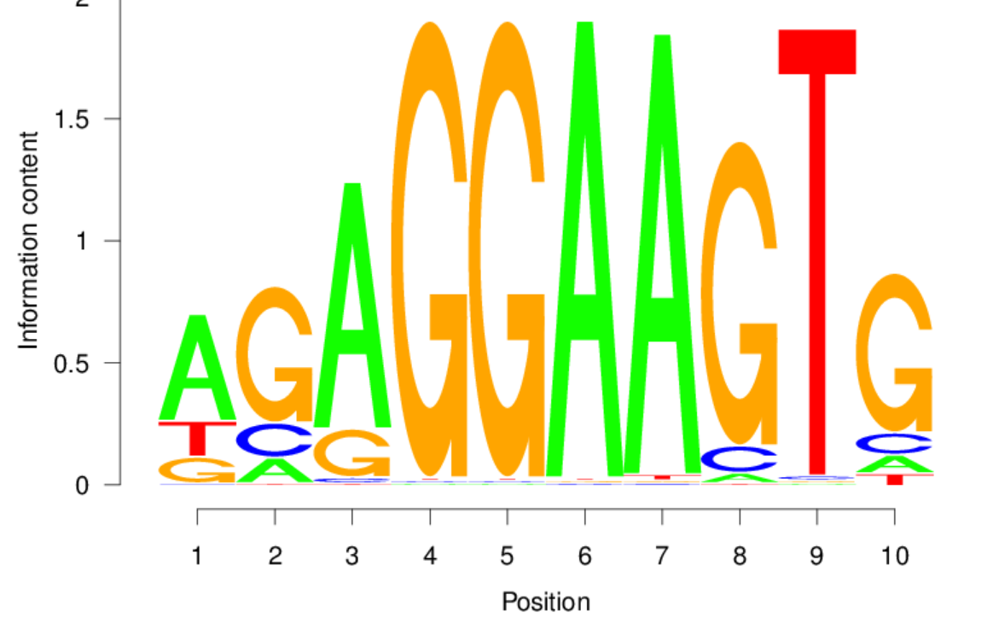 2
1.5
1
0.5
0
Information content
A G A G G A A G T G
T C G C C
G A A A
T
1 2 3 4 5 6 7 8 9 10
Position